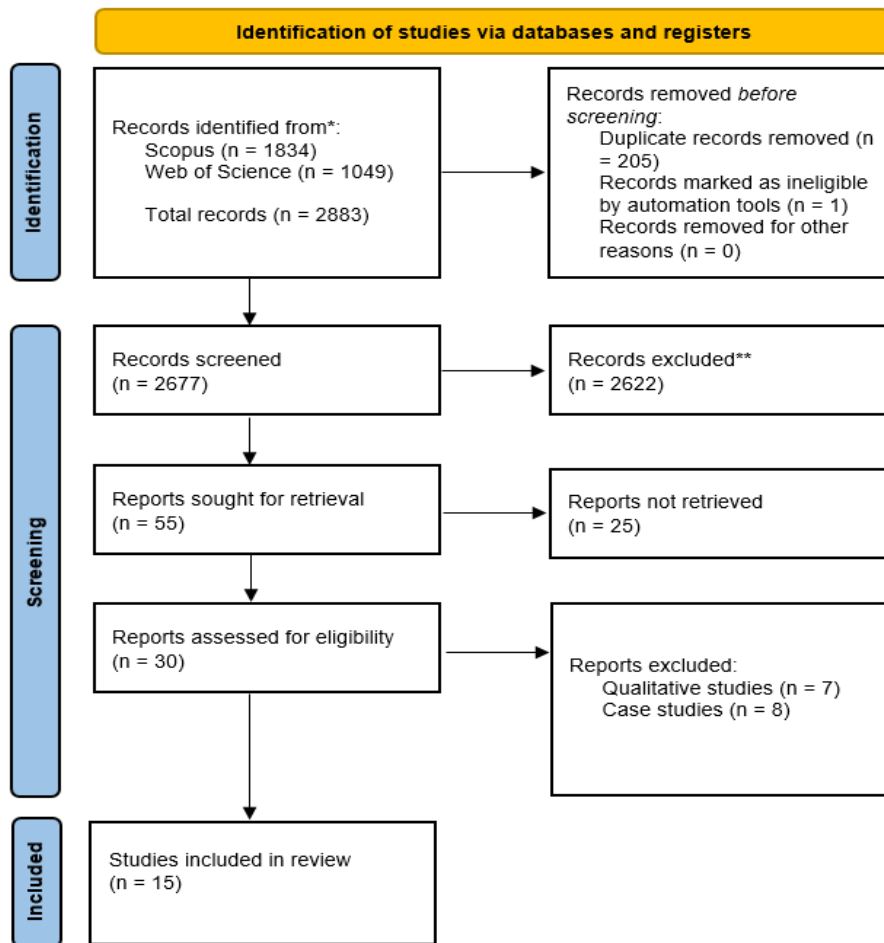 Identification of studies via databases and registers
Identification
Records identified from*:
Scopus (n = 1834)
Web of Science (n = 1049)
Total records (n = 2883)
Records removed before
screening:
Duplicate records removed (n
= 205)
Records marked as ineligible
by automation tools (n = 1)
Records removed for other
reasons (n = 0)
Screening
Records screened
(n = 2677)
Records excluded**
(n = 2622)
Reports sought for retrieval
(n = 55)
Reports not retrieved
(n = 25)
Reports assessed for eligibility
(n = 30)
Reports excluded:
Qualitative studies (n = 7)
Case studies (n = 8)
Included
Studies included in review
(n = 15)